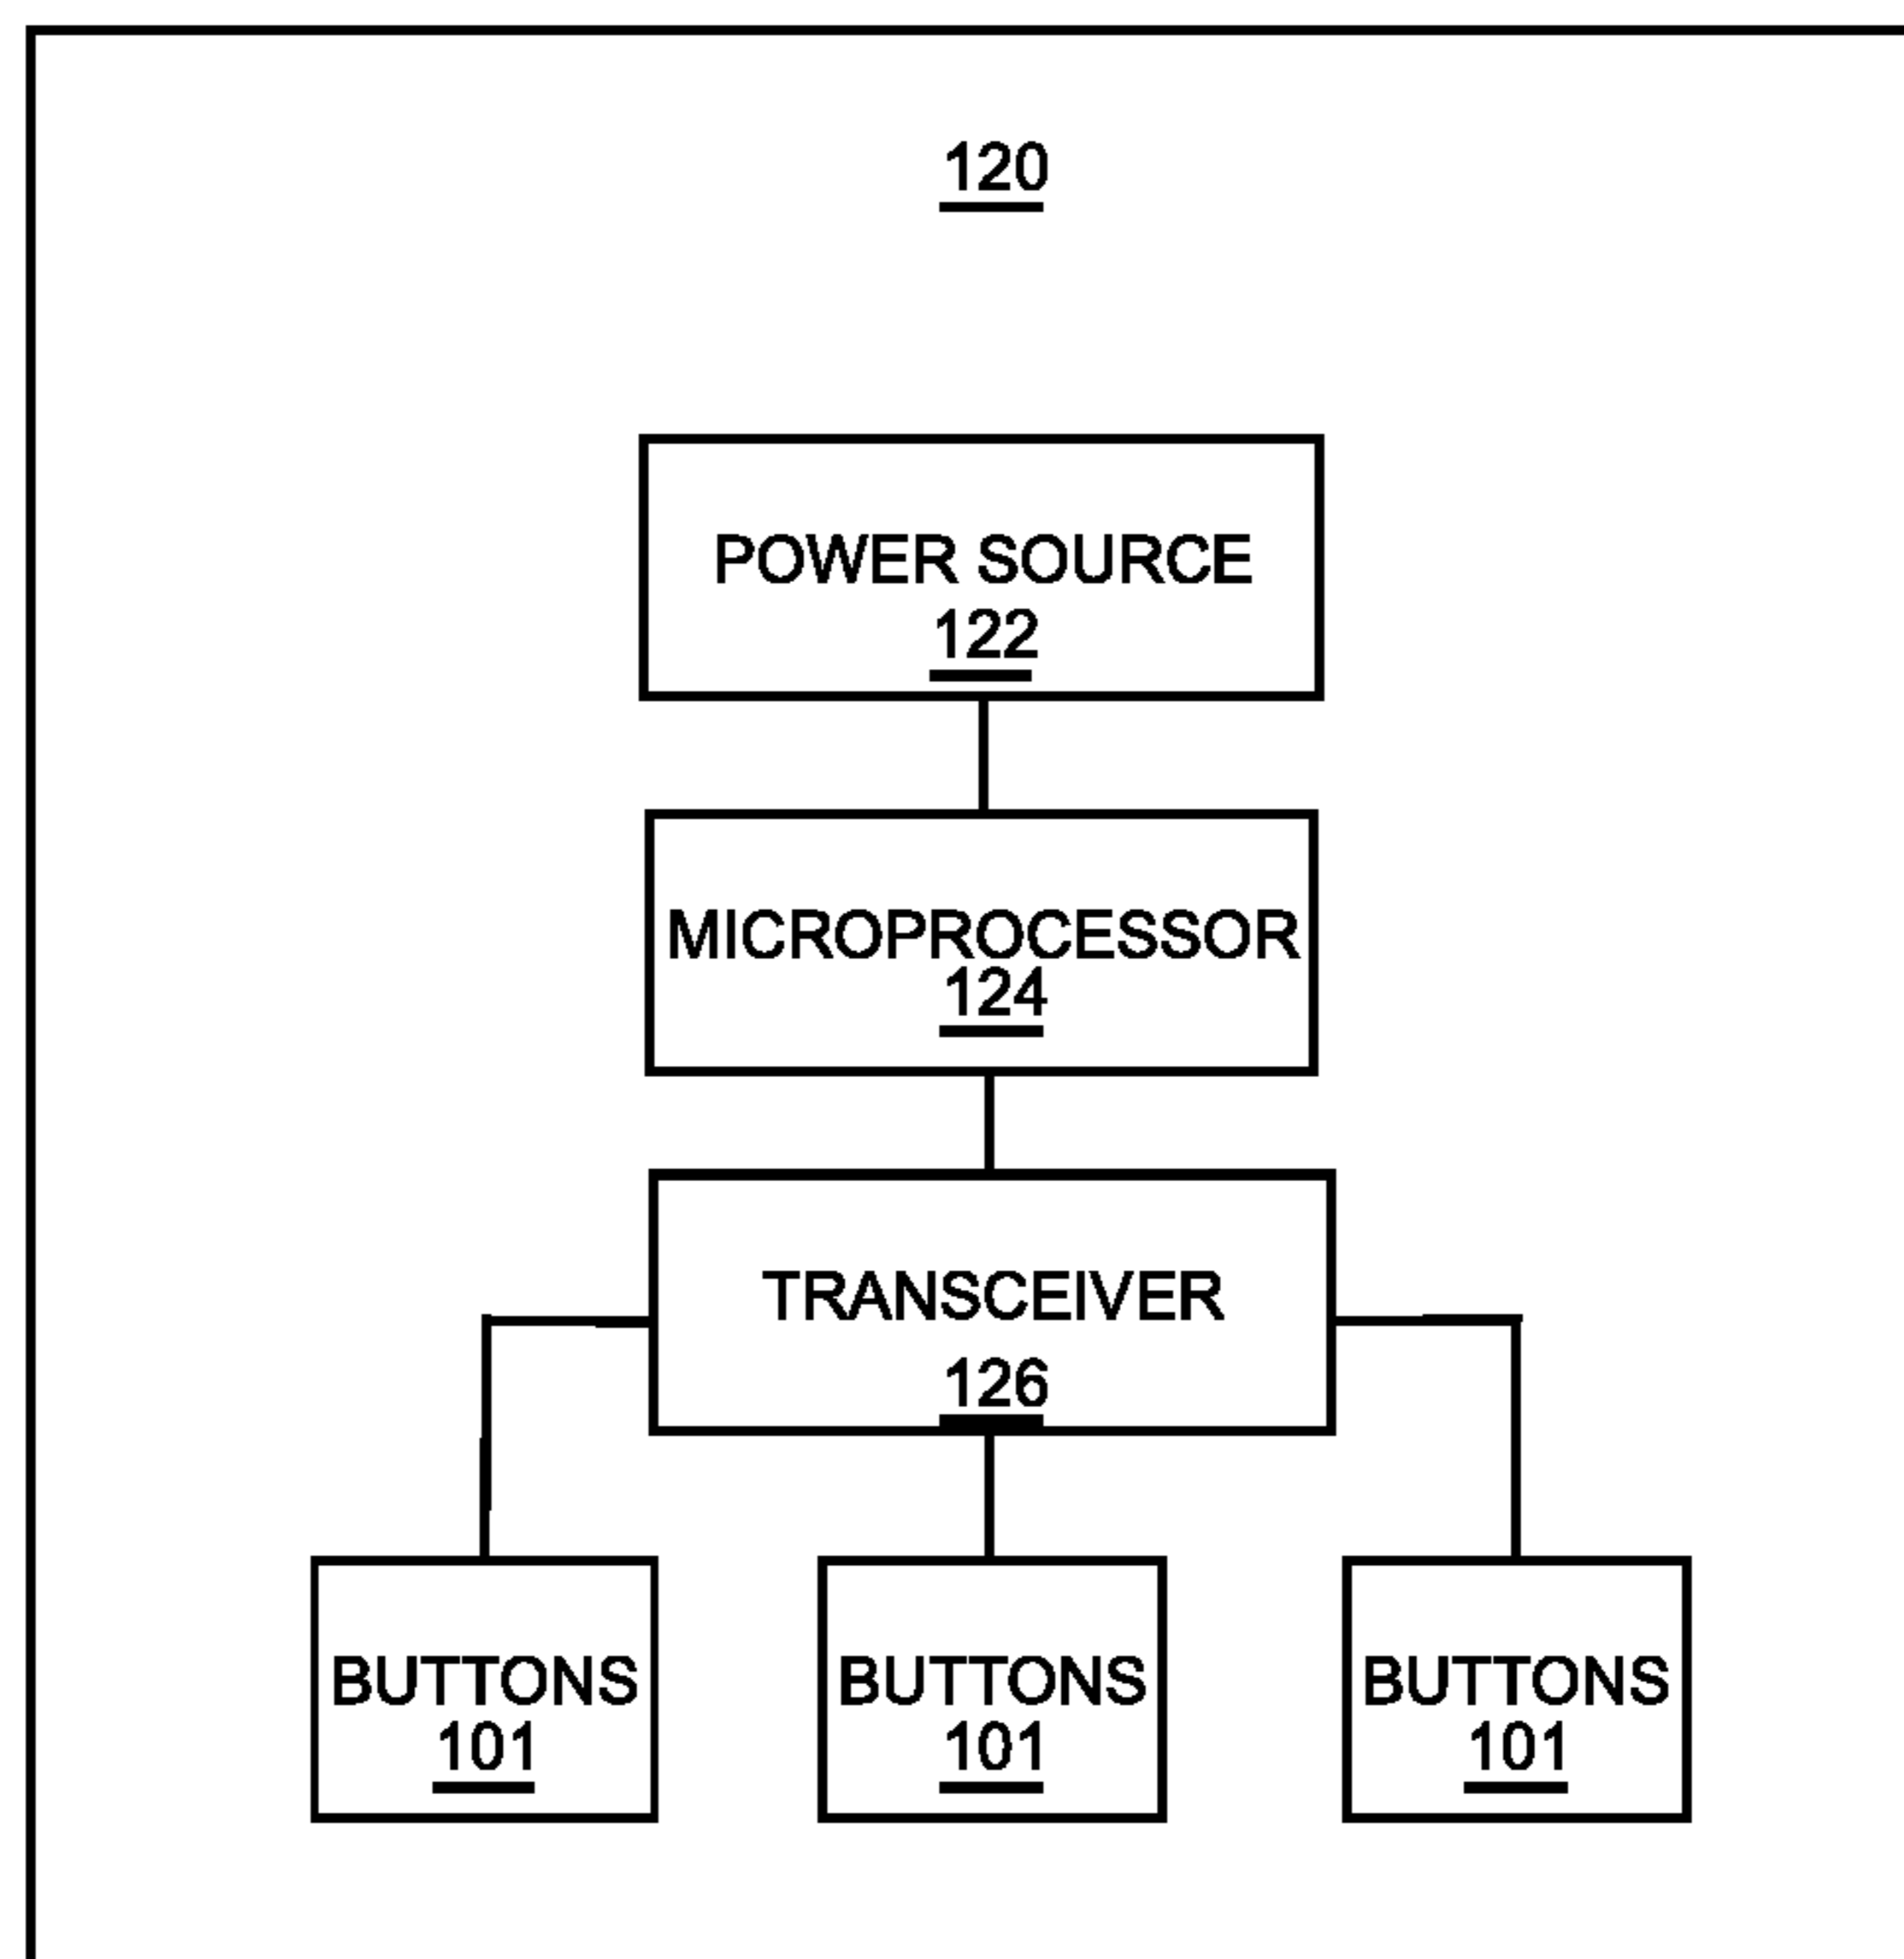 120
POWER SOURCE
122
MICROPROCESSOR
124
TRANSCEIVER
126
BUTTONS
101
BUTTONS
101
BUTTONS
101